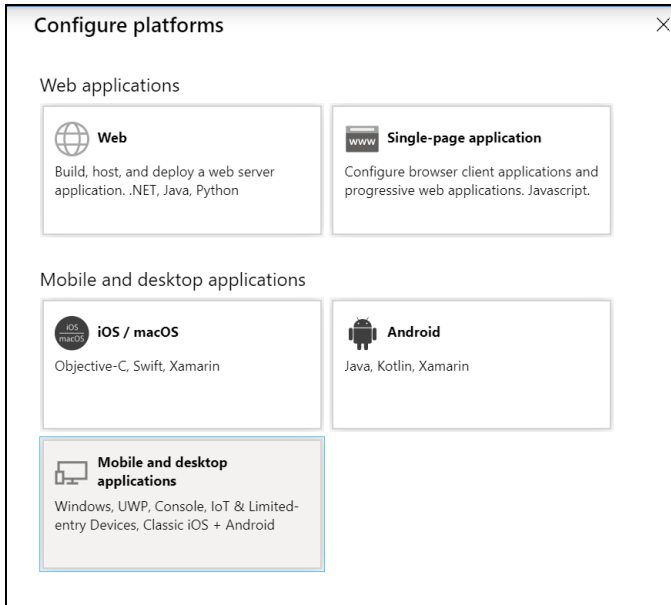 Configure platforms
Web applications
Web
Build, host, and deploy a web server
application. .NET, Java, Python
www
Single-page application
Configure browser client applications and
progressive web applications. Javascript.
Mobile and desktop applications
iOS
macOS
iOS / macOS
Objective-C, Swift, Xamarin
Android
Java, Kotlin, Xamarin
Mobile and desktop
applications
Windows, UWP, Console, IoT & Limited-
entry Devices, Classic iOS + Android